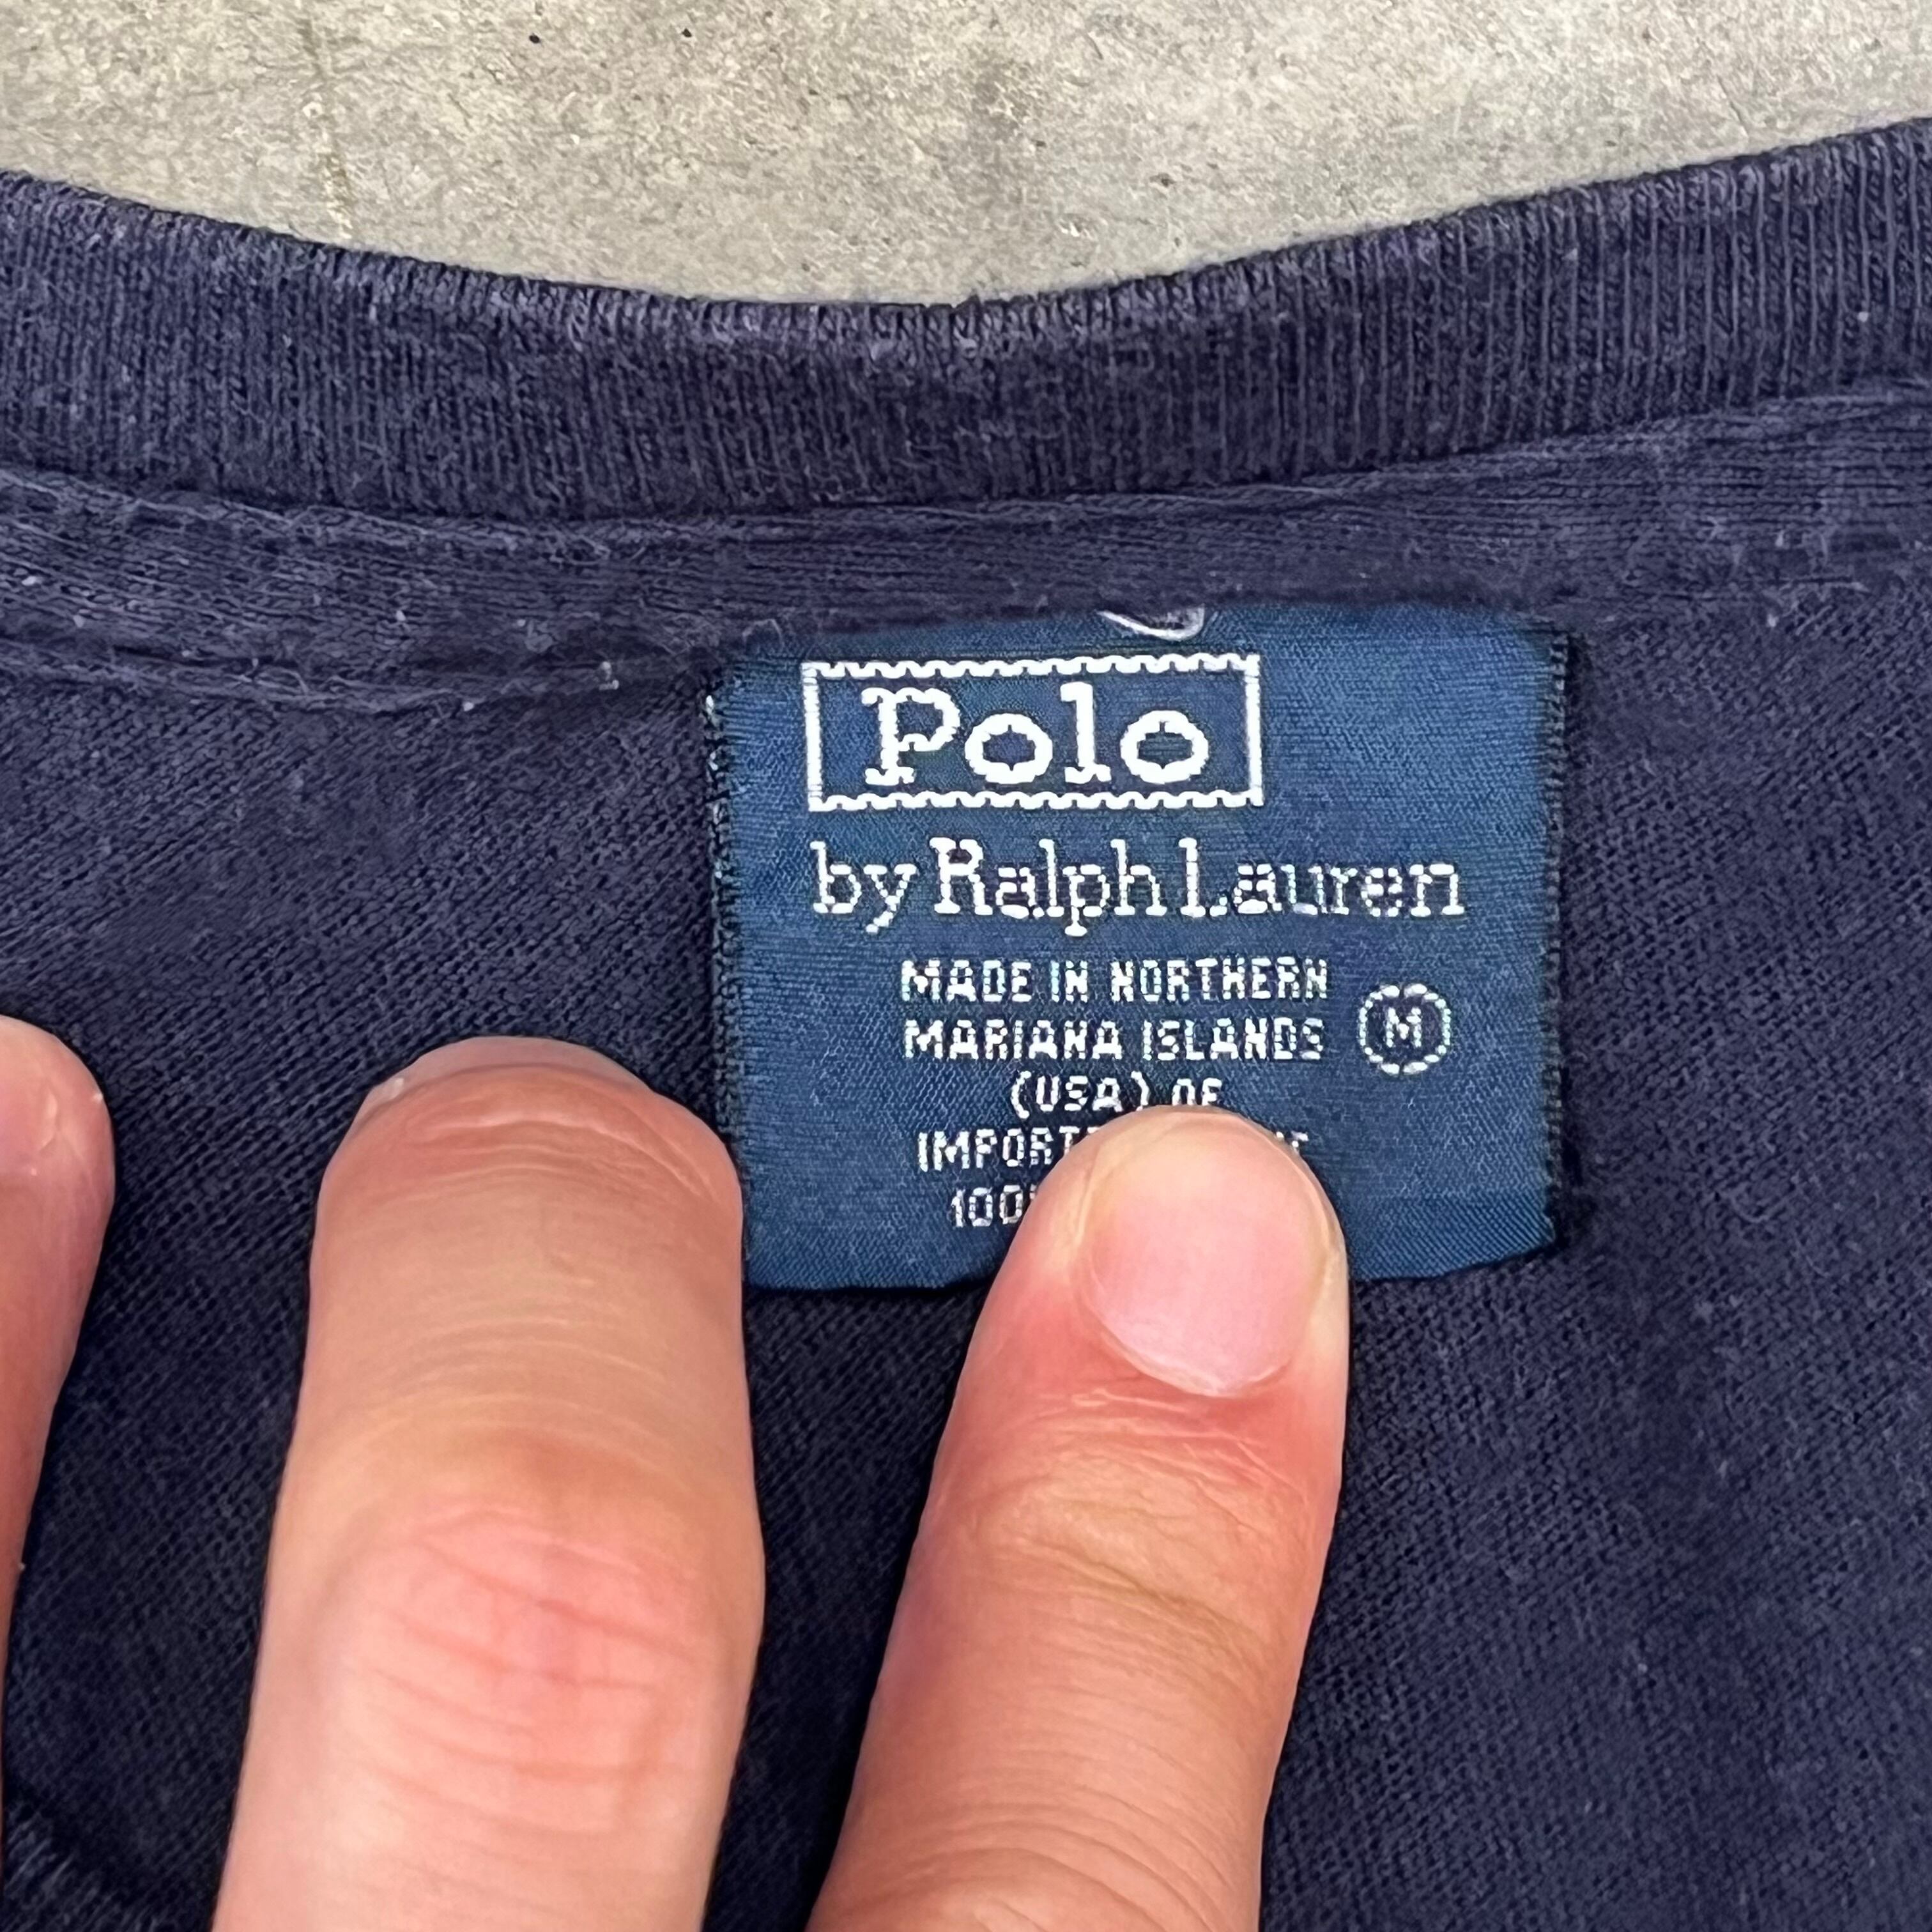 Polo
by Ralph Lauren
MADE IN NORTHERN
MARIANA ISLANDS
M
(USA) OF